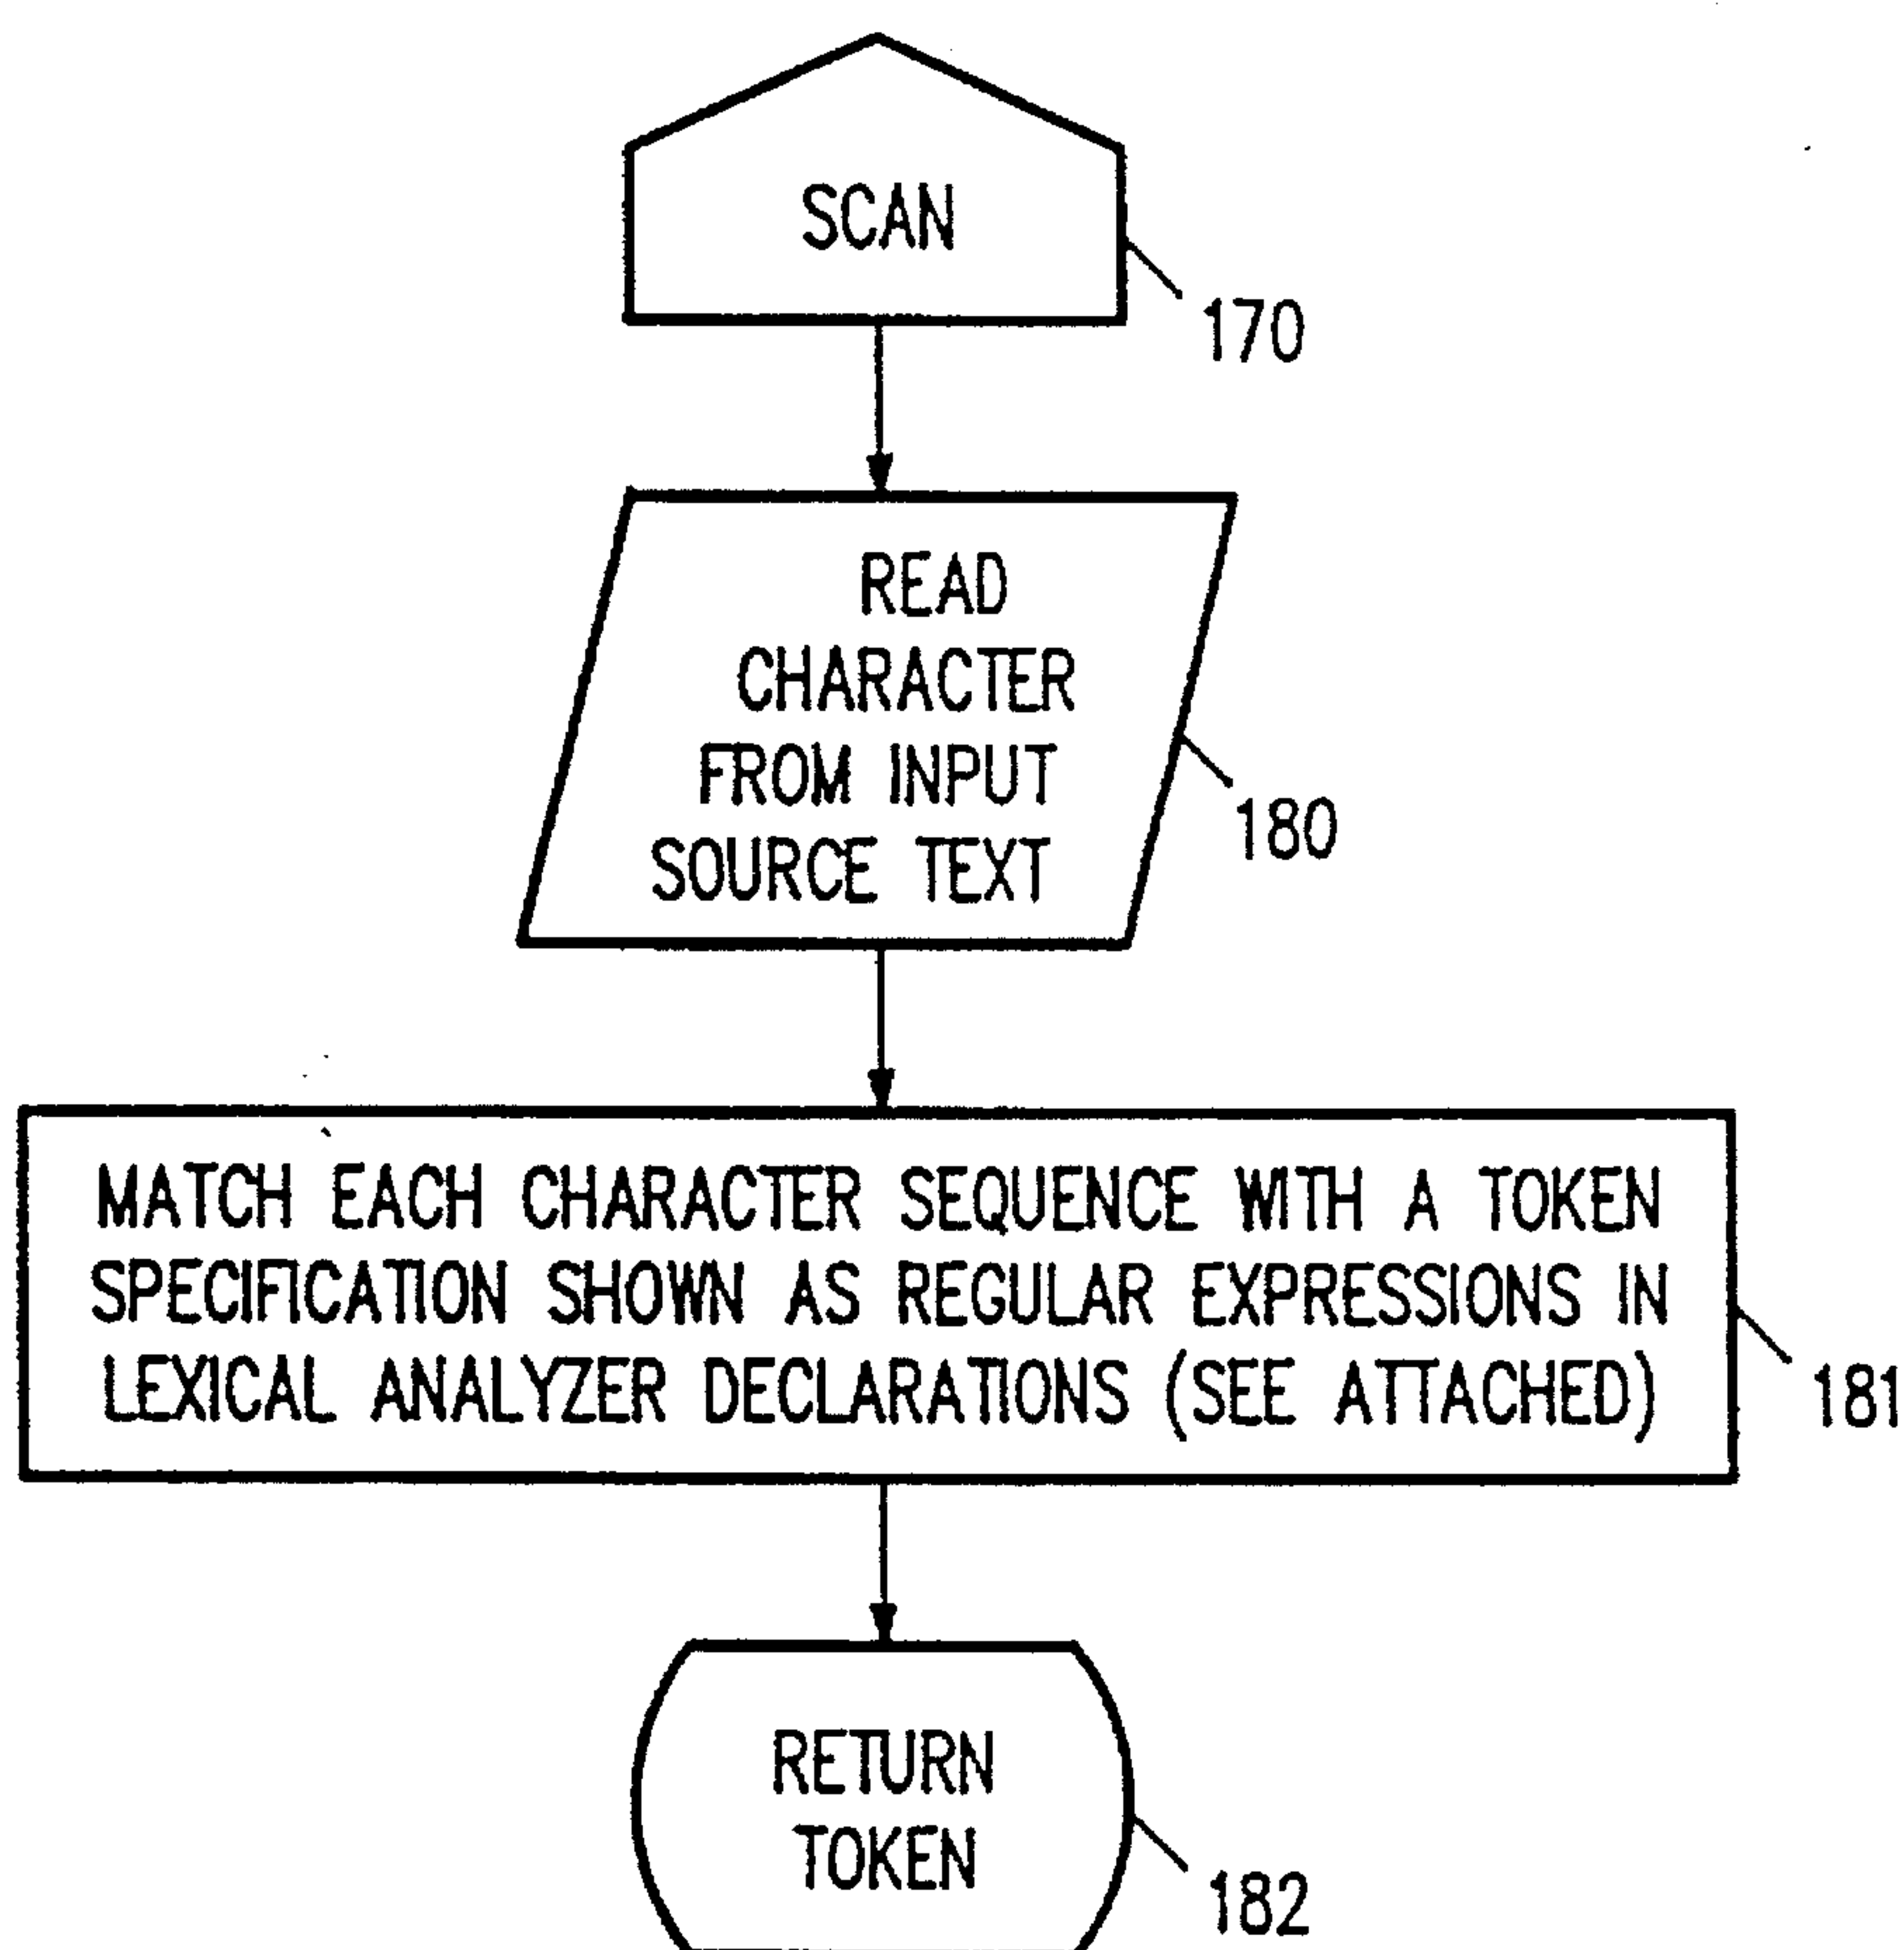 SCAN
170
READ
CHARACTER
FROM INPUT
SOURCE TEXT
180
MATCH EACH CHARACTER SEQUENCE WITH A TOKEN
SPECIFICATION SHOWN AS REGULAR EXPRESSIONS IN
LEXICAL ANALYZER DECLARATIONS (SEE ATTACHED)
181
RETURN
TOKEN
182